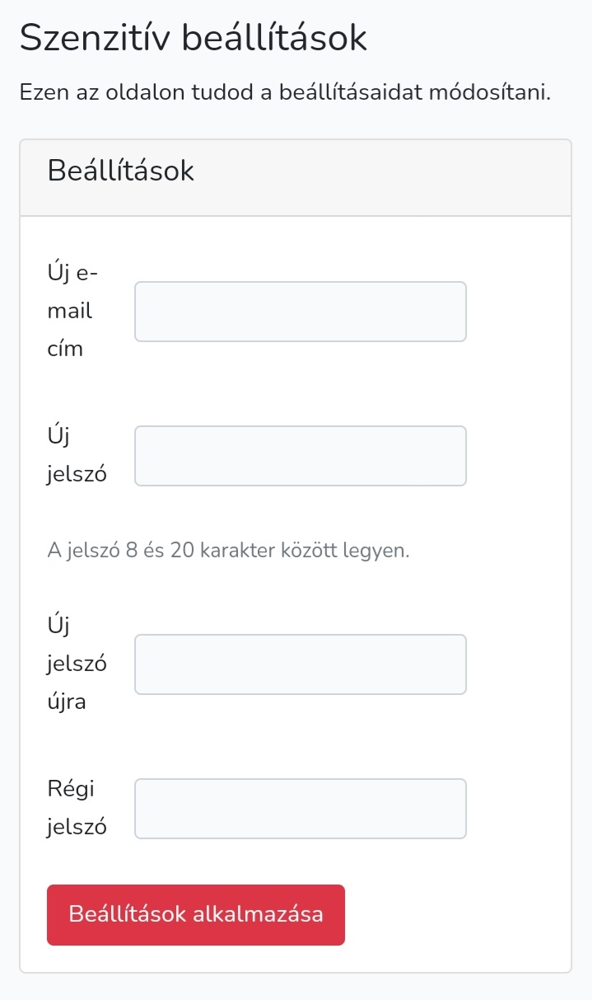 Szenzitív beállítások
Ezen az oldalon tudod a beállításaidat módosítani.
Beállítások
Új e-
mail
cím
Új
jelszó
A jelszó 8 és 20 karakter között legyen.
Új
jelszó
újra
Régi
jelszó
Beállítások alkalmazása